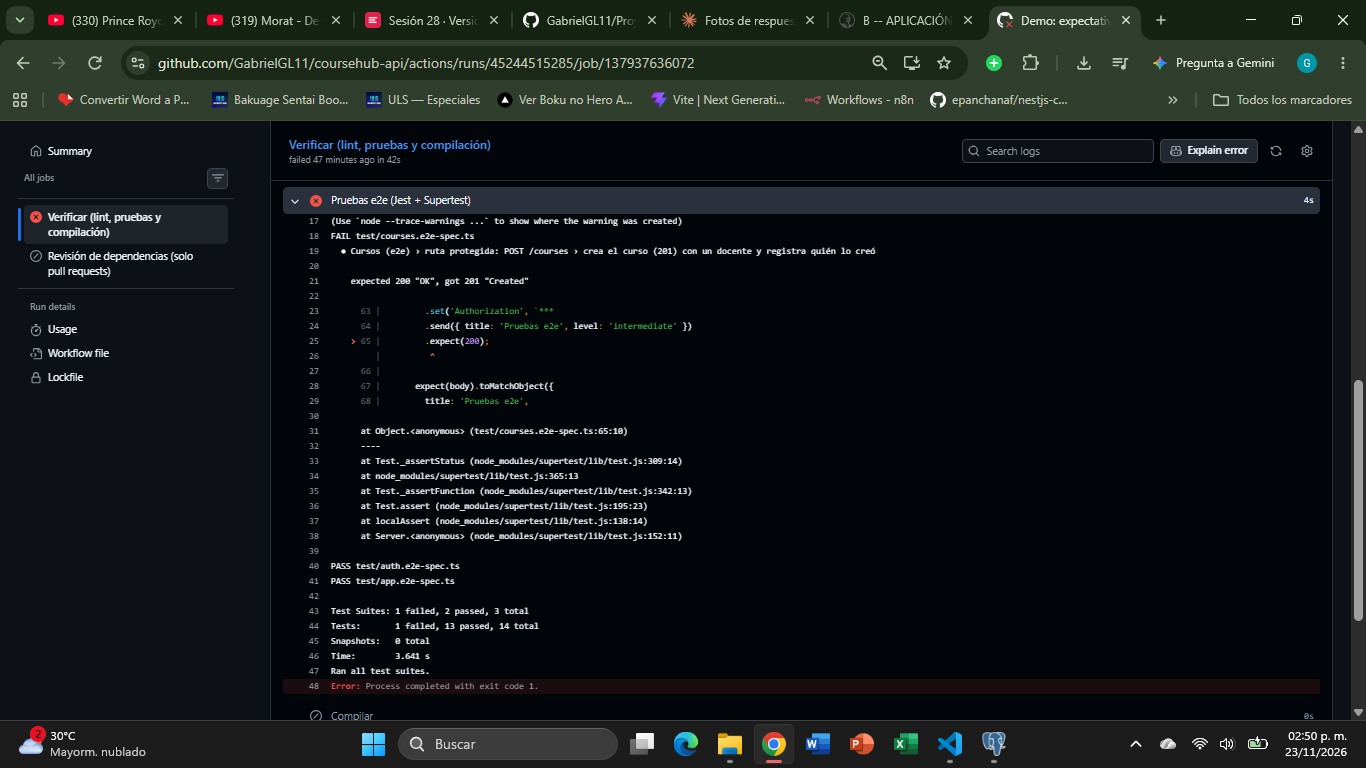 (330) Prince Royc
(319) Morat - De
Sesión 28 · Versio
GabrielGL11/Pro
Fotos de respues
B -- APLICACIÓN
Demo: expectativ
github.com/GabrielGL11/coursehub-api/actions/runs/45244515285/job/137937636072
Pregunta a Gemini
G
Convertir Word a P...
Bakuage Sentai Boo...
ULS — Especiales
Ver Boku no Hero A...
Vite | Next Generati...
Workflows - n8n
epanchanaf/nestjs-c...
»
Todos los marcadores
Summary
All jobs
Verificar (lint, pruebas y
compilación)
Revisión de dependencias (solo
pull requests)
Run details
Usage
Workflow file
Lockfile
Verificar (lint, pruebas y compilación)
failed 47 minutes ago in 42s
Search logs
Explain error
Pruebas e2e (Jest + Supertest)
4s
17 (Use `node --trace-warnings ...` to show where the warning was created)
18 FAIL test/courses.e2e-spec.ts
19 ● Cursos (e2e) › ruta protegida: POST /courses › crea el curso (201) con un docente y registra quién lo creó
20
21 expected 200 "OK", got 201 "Created"
22
23 63 | .set('Authorization', `***
24 64 | .send({ title: 'Pruebas e2e', level: 'intermediate' })
25 > 65 | .expect(200);
26 | ^
27 66 |
28 67 | expect(body).toMatchObject({
29 68 | title: 'Pruebas e2e',
30
31 at Object.<anonymous> (test/courses.e2e-spec.ts:65:10)
32 ----
33 at Test._assertStatus (node_modules/supertest/lib/test.js:309:14)
34 at node_modules/supertest/lib/test.js:365:13
35 at Test._assertFunction (node_modules/supertest/lib/test.js:342:13)
36 at Test.assert (node_modules/supertest/lib/test.js:195:23)
37 at localAssert (node_modules/supertest/lib/test.js:138:14)
38 at Server.<anonymous> (node_modules/supertest/lib/test.js:152:11)
39
40 PASS test/auth.e2e-spec.ts
41 PASS test/app.e2e-spec.ts
42
43 Test Suites: 1 failed, 2 passed, 3 total
44 Tests: 1 failed, 13 passed, 14 total
45 Snapshots: 0 total
46 Time: 3.641 s
47 Ran all test suites.
48 Error: Process completed with exit code 1.
Compilar
0s
2
30°C
Mayorm. nublado
Buscar
02:50 p. m.
23/11/2026